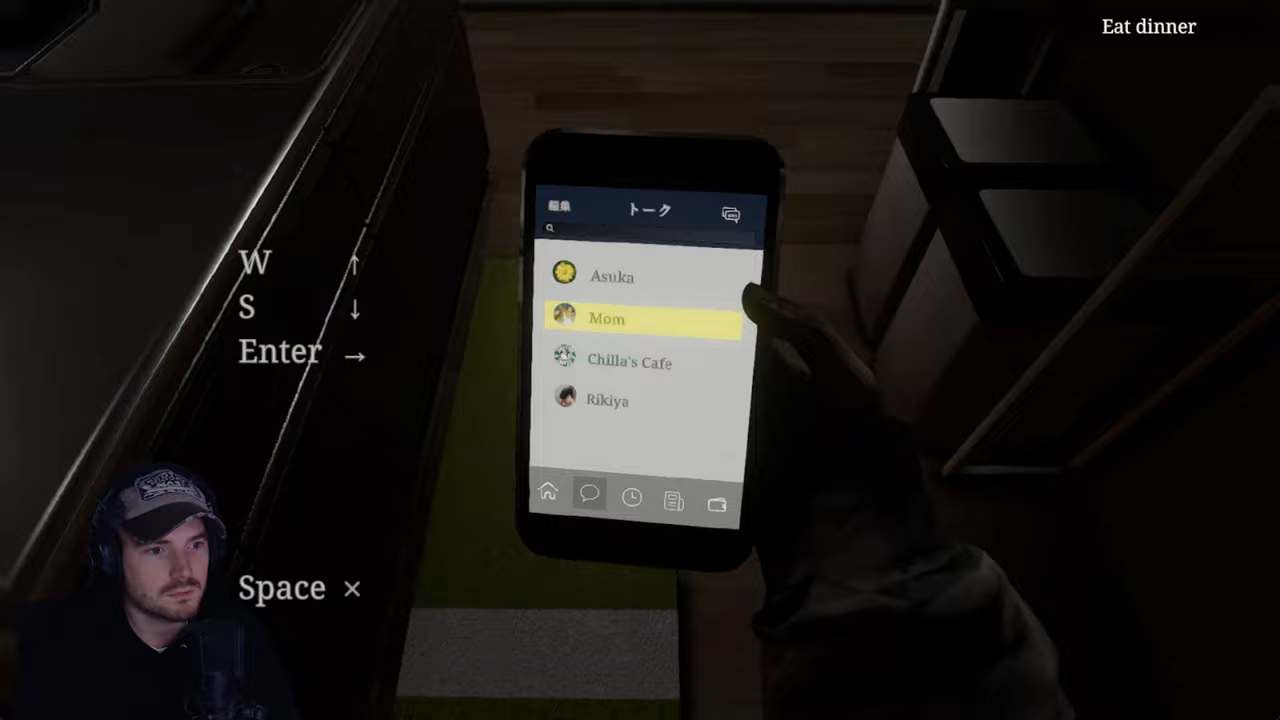 Eat dinner
編集
トーク
Asuka
Mom
Chilla's Cafe
Rikiya
W ↑
S ↓
Enter →
Space ×